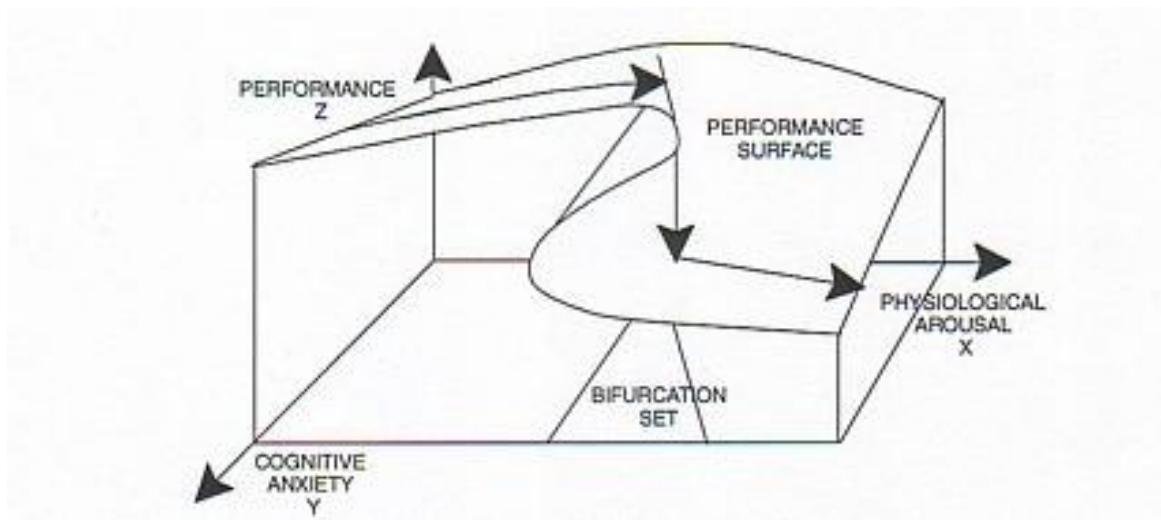 PERFORMANCE
Z
PERFORMANCE
SURFACE
PHYSIOLOGICAL
AROUSAL
X
BIFURCATION
SET
COGNITIVE
ANXIETY
Y